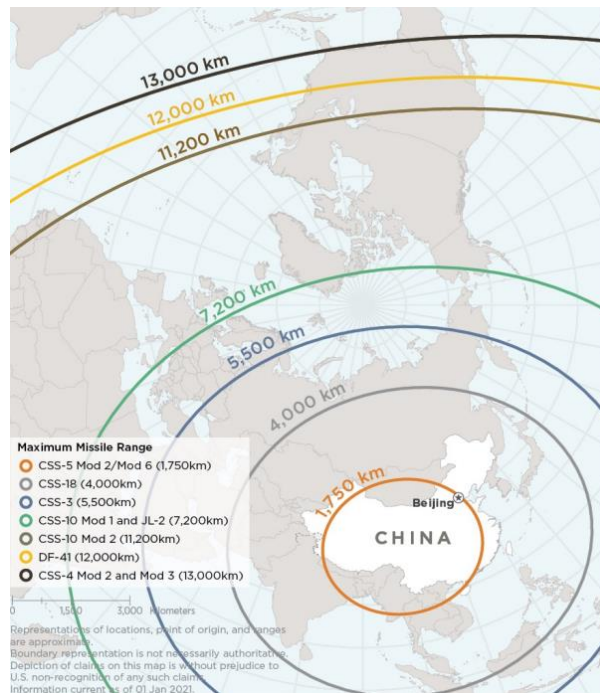 13,000 km
12,000 km
11,200 km
7,200 km
5,500 km
4,000 km
1,750 km
Beijing
CHINA
Maximum Missile Range
CSS-5 Mod 2/Mod 6 (1,750km)
CSS-18 (4,000km)
CSS-3 (5,500km)
CSS-10 Mod 1 and JL-2 (7,200km)
CSS-10 Mod 2 (11,200km)
DF-41 (12,000km)
CSS-4 Mod 2 and Mod 3 (13,000km)
0 1,500 3,000 Kilometers
Representations of locations, point of origin, and ranges
are approximate.
Boundary representation is not necessarily authoritative.
Depiction of claims on this map is without prejudice to
U.S. non-recognition of any such claims.
Information current as of 01 Jan 2021.